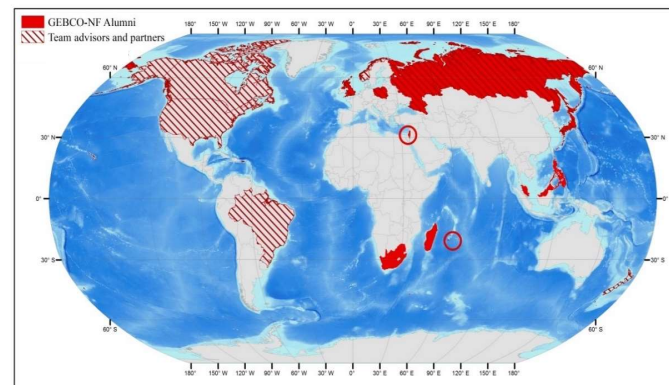 GEBCO-NF Alumni
Team advisors and partners
180° 150° W 120° W 90° W 60° W 30° W 0° 30° E 60° E 90° E 120° E 150° E 180°
60° N 60° N
30° N 30° N
0° 0°
30° S 30° S
60° S 60° S
180° 150° W 120° W 90° W 60° W 30° W 0° 30° E 60° E 90° E 120° E 150° E 180°